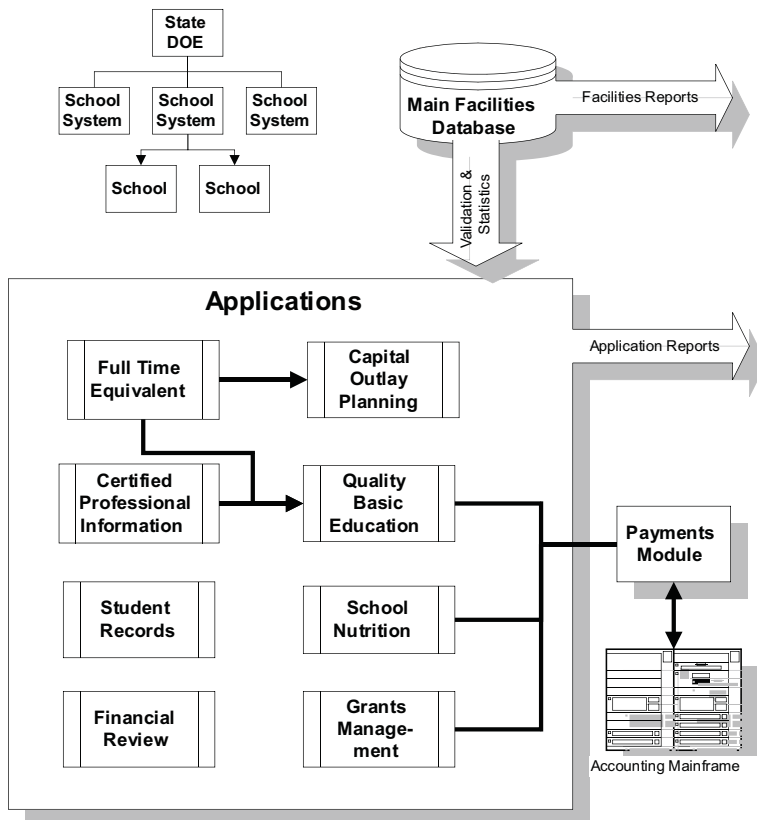 State
DOE
School
System
School
System
School
System
School
School
Main Facilities
Database
Facilities Reports
Validation &
Statistics
Applications
Application Reports
Full Time
Equivalent
Capital
Outlay
Planning
Certified
Professional
Information
Quality
Basic
Education
Payments
Module
Student
Records
School
Nutrition
Financial
Review
Grants
Manage-
ment
Accounting Mainframe